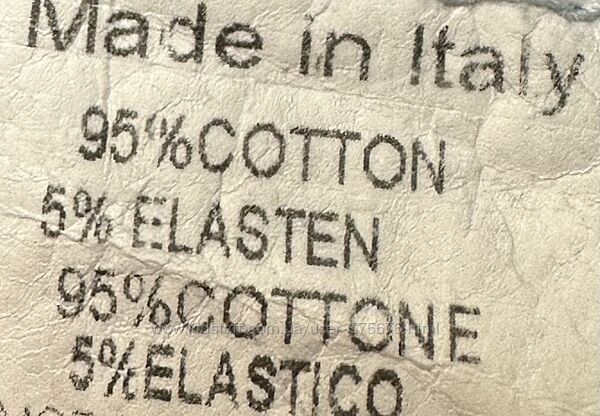 Made in Italy
95%COTTON
5% ELASTEN
95%COTTONE
5%ELASTICO